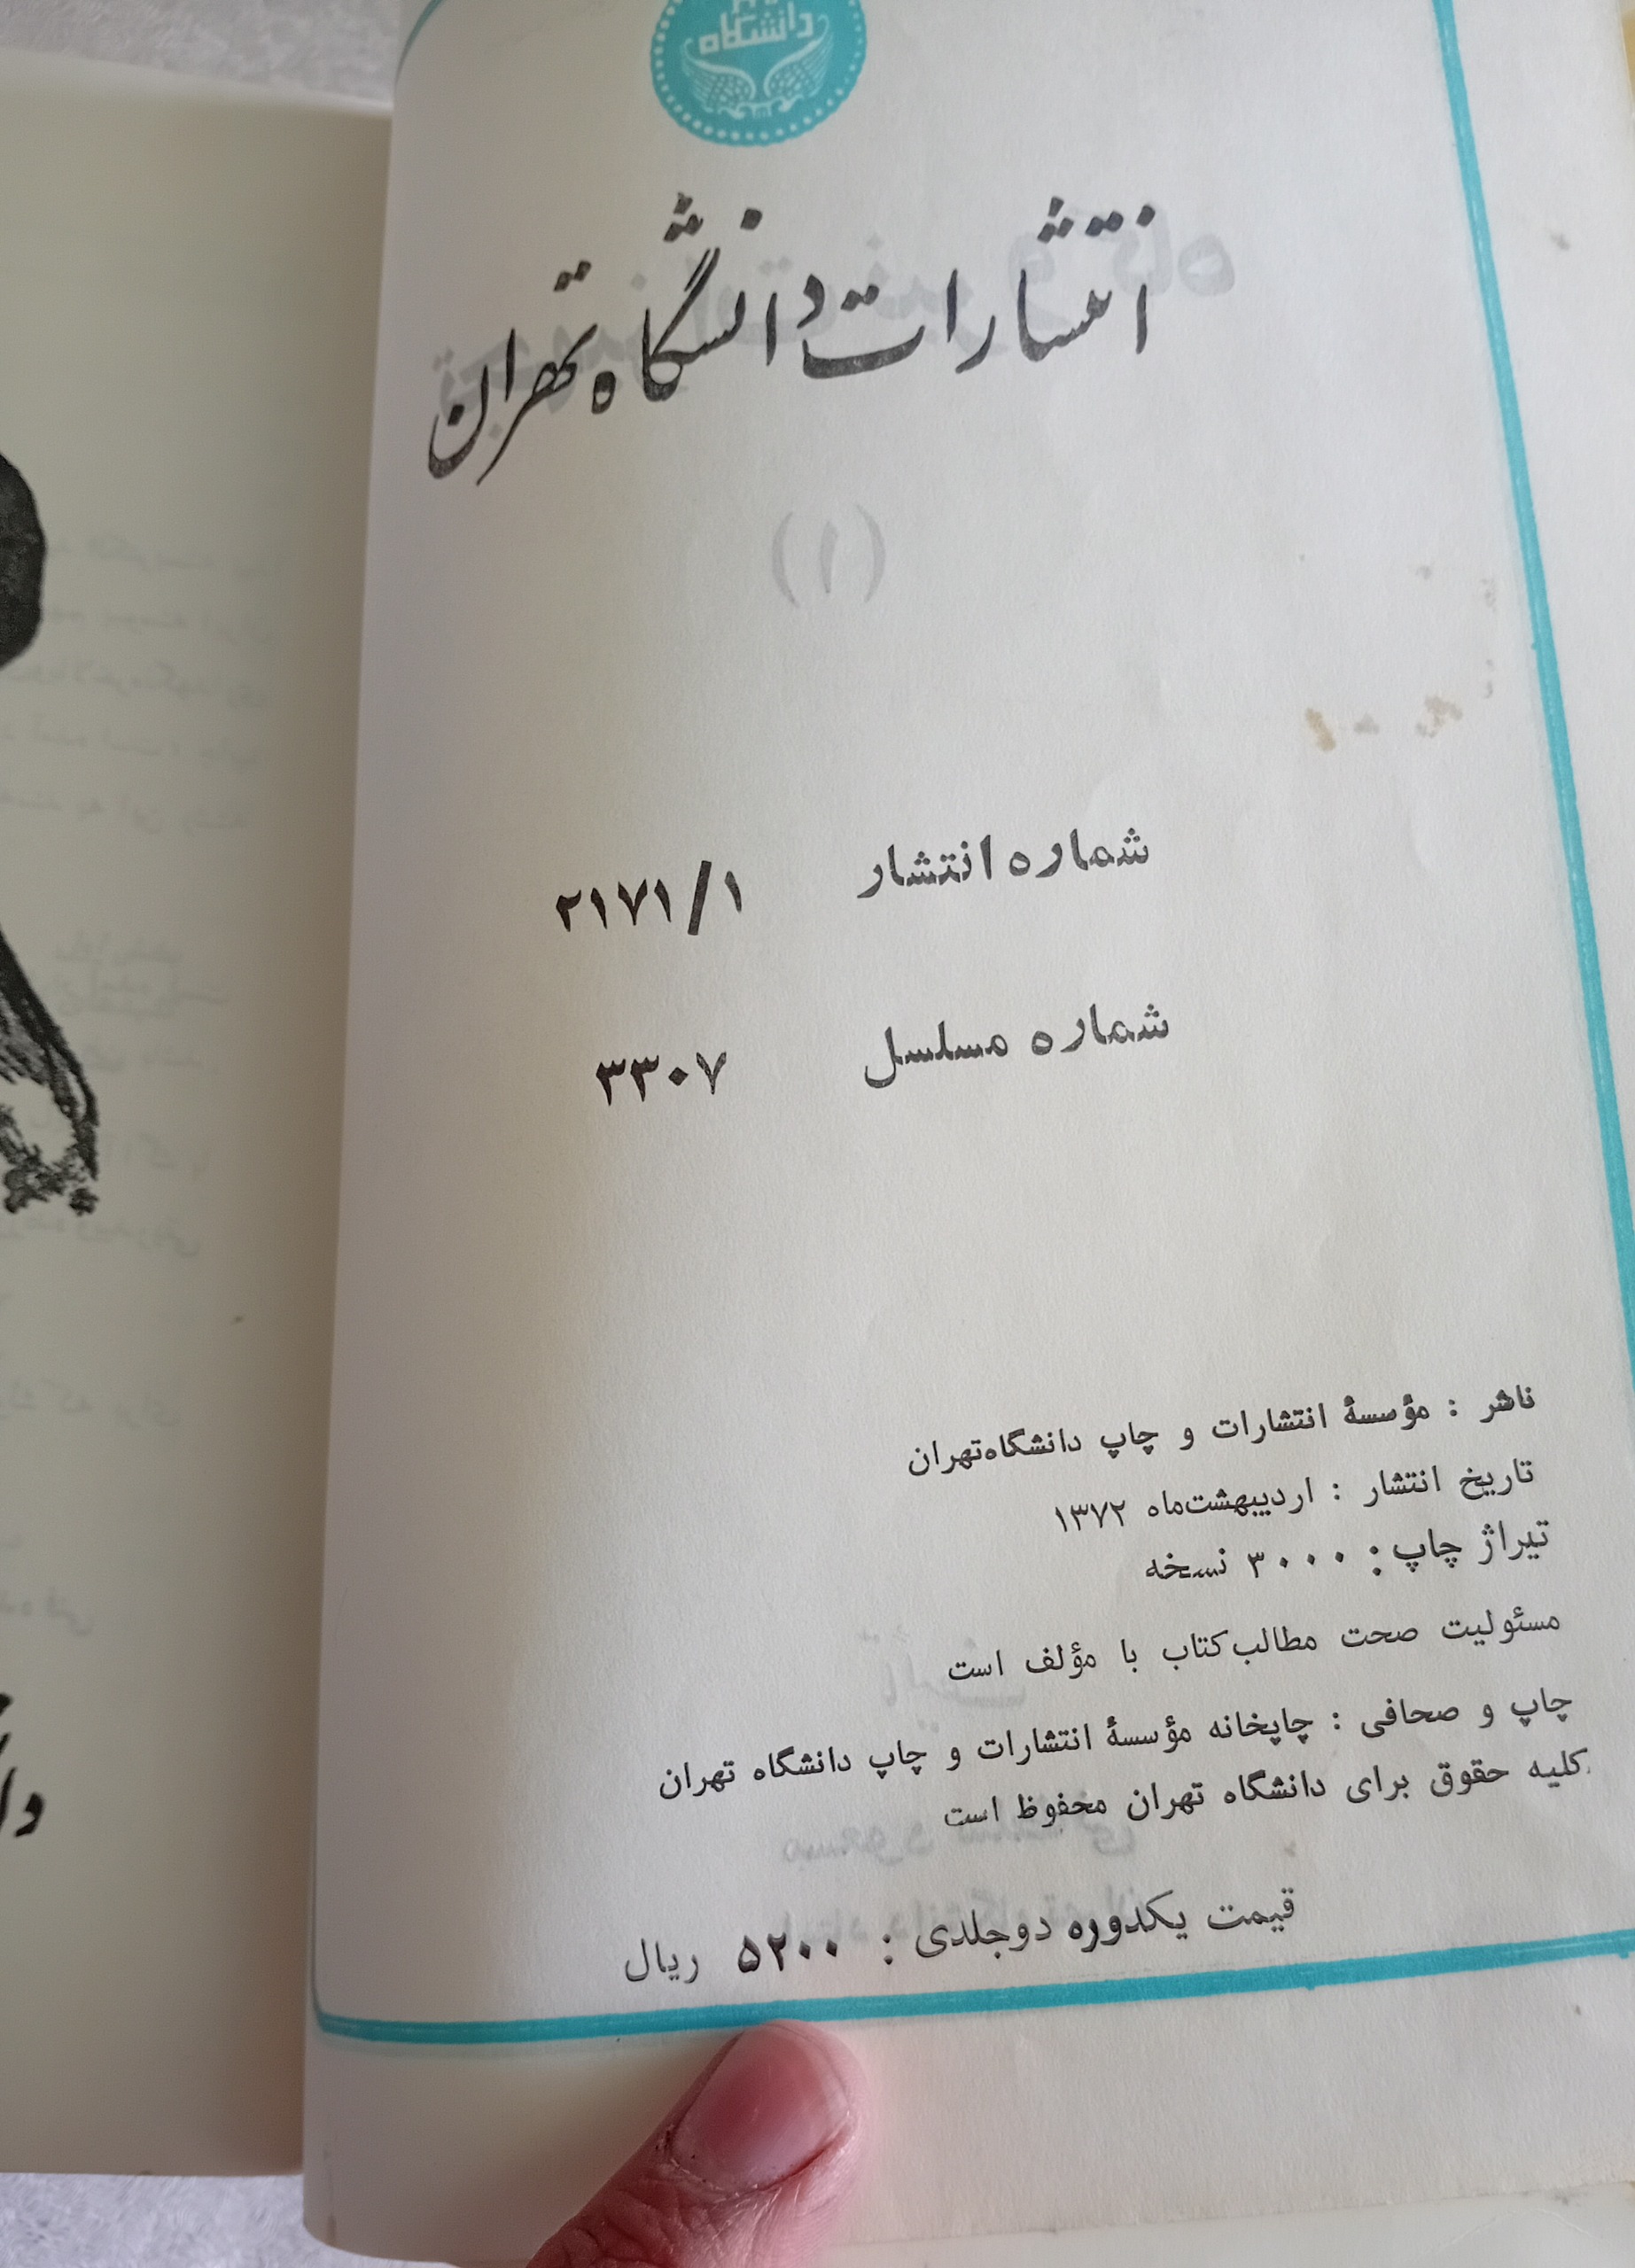 دانشگاه
انتشارات دانشگاه تهران
شماره انتشار ۲۱۷۱/۱
شماره مسلسل ۳۳۰۷
ناشر : مؤسسهٔ انتشارات و چاپ دانشگاه‌تهران
تاریخ انتشار : اردیبهشت‌ماه ۱۳۷۲
تیراژ چاپ : ۳۰۰۰ نسخه
مسئولیت صحت مطالب کتاب با مؤلف است
چاپ و صحافی : چاپخانه مؤسسهٔ انتشارات و چاپ دانشگاه تهران
کلیه حقوق برای دانشگاه تهران محفوظ است
قیمت یکدوره دوجلدی : ۵۲۰۰ ریال